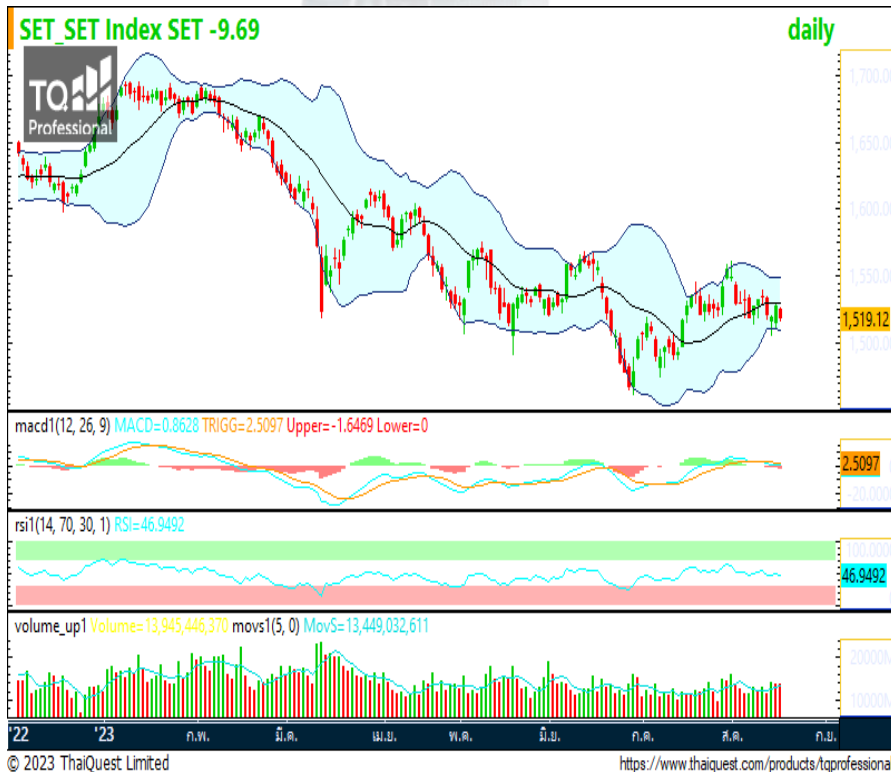 SET_SET Index SET -9.69 daily
TQ
Professional
1,700.00
1,650.00
1,600.00
1,550.00
1,519.12
1,500.00
macd1(12, 26, 9) MACD=0.8628 TRIGG=2.5097 Upper=-1.6469 Lower=0
2.5097
-20.0000
rsi1(14, 70, 30, 1) RSI=46.9492
100.0000
46.9492
volume_up1 Volume=13,945,446,370 movs1(5, 0) MovS=13,449,032,611
20000M
10000M
'22 '23 ก.พ. มี.ค. เม.ย. พ.ค. มิ.ย. ก.ค. ส.ค. ก.ย.
© 2023 ThaiQuest Limited https://www.thaiquest.com/products/tqprofessiona